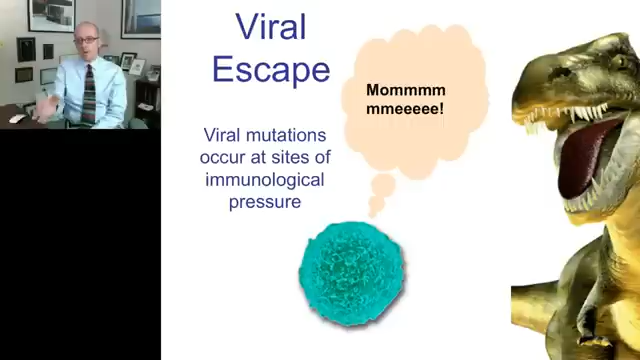 Viral
Escape
Mommmm
mmeeeee!
Viral mutations
occur at sites of
immunological
pressure